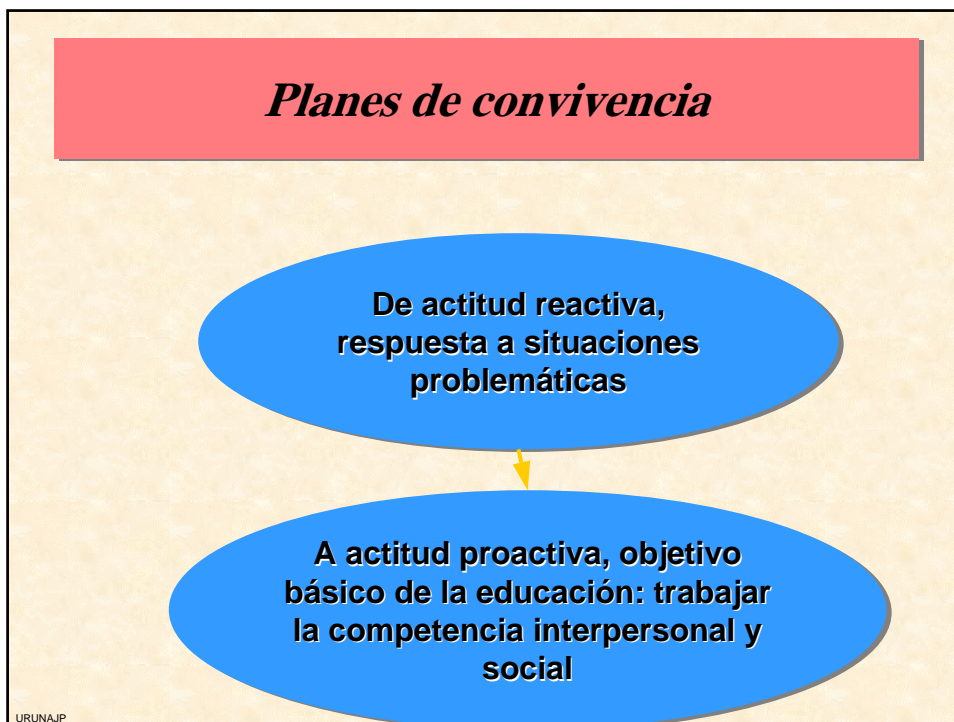 Planes de convivencia
De actitud reactiva,
respuesta a situaciones
problemáticas
A actitud proactiva, objetivo
básico de la educación: trabajar
la competencia interpersonal y
social
URUNAJP